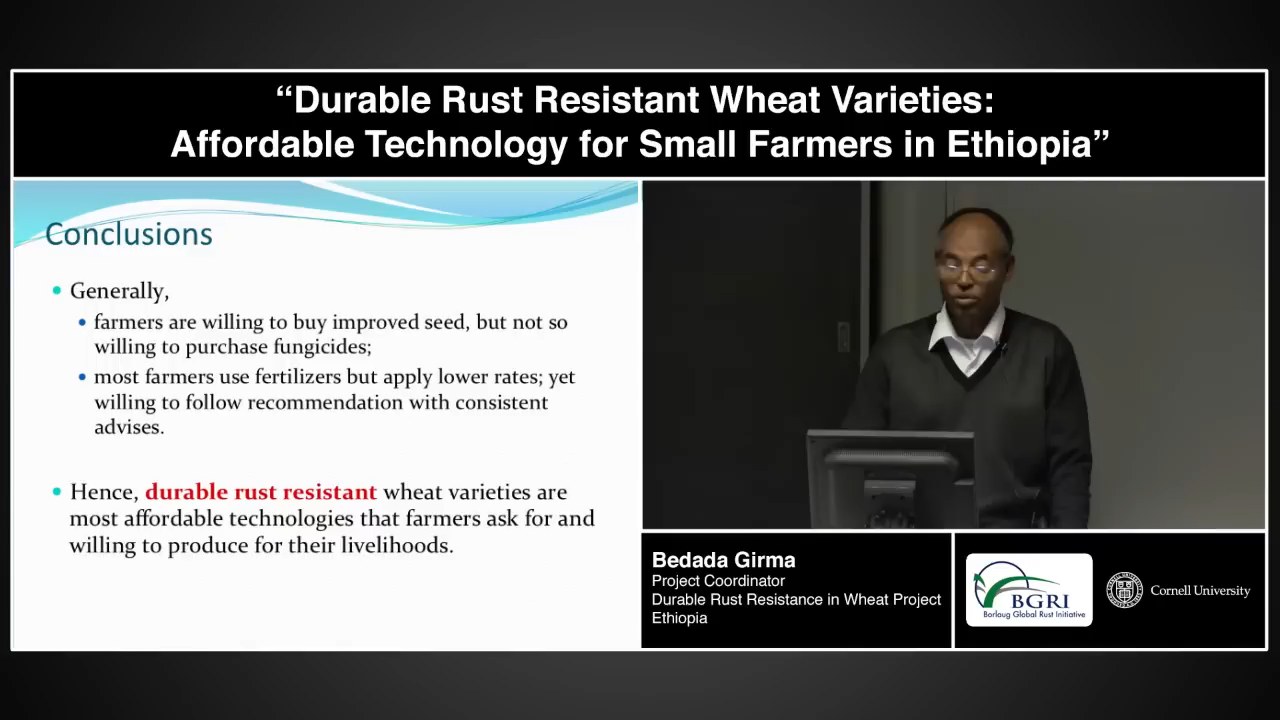 “Durable Rust Resistant Wheat Varieties:
Affordable Technology for Small Farmers in Ethiopia”
Conclusions
• Generally,
• farmers are willing to buy improved seed, but not so
willing to purchase fungicides;
• most farmers use fertilizers but apply lower rates; yet
willing to follow recommendation with consistent
advises.
• Hence, durable rust resistant wheat varieties are
most affordable technologies that farmers ask for and
willing to produce for their livelihoods.
Bedada Girma
Project Coordinator
Durable Rust Resistance in Wheat Project
Ethiopia
BGRI
Borloug Global Rust Initiative
Cornell University